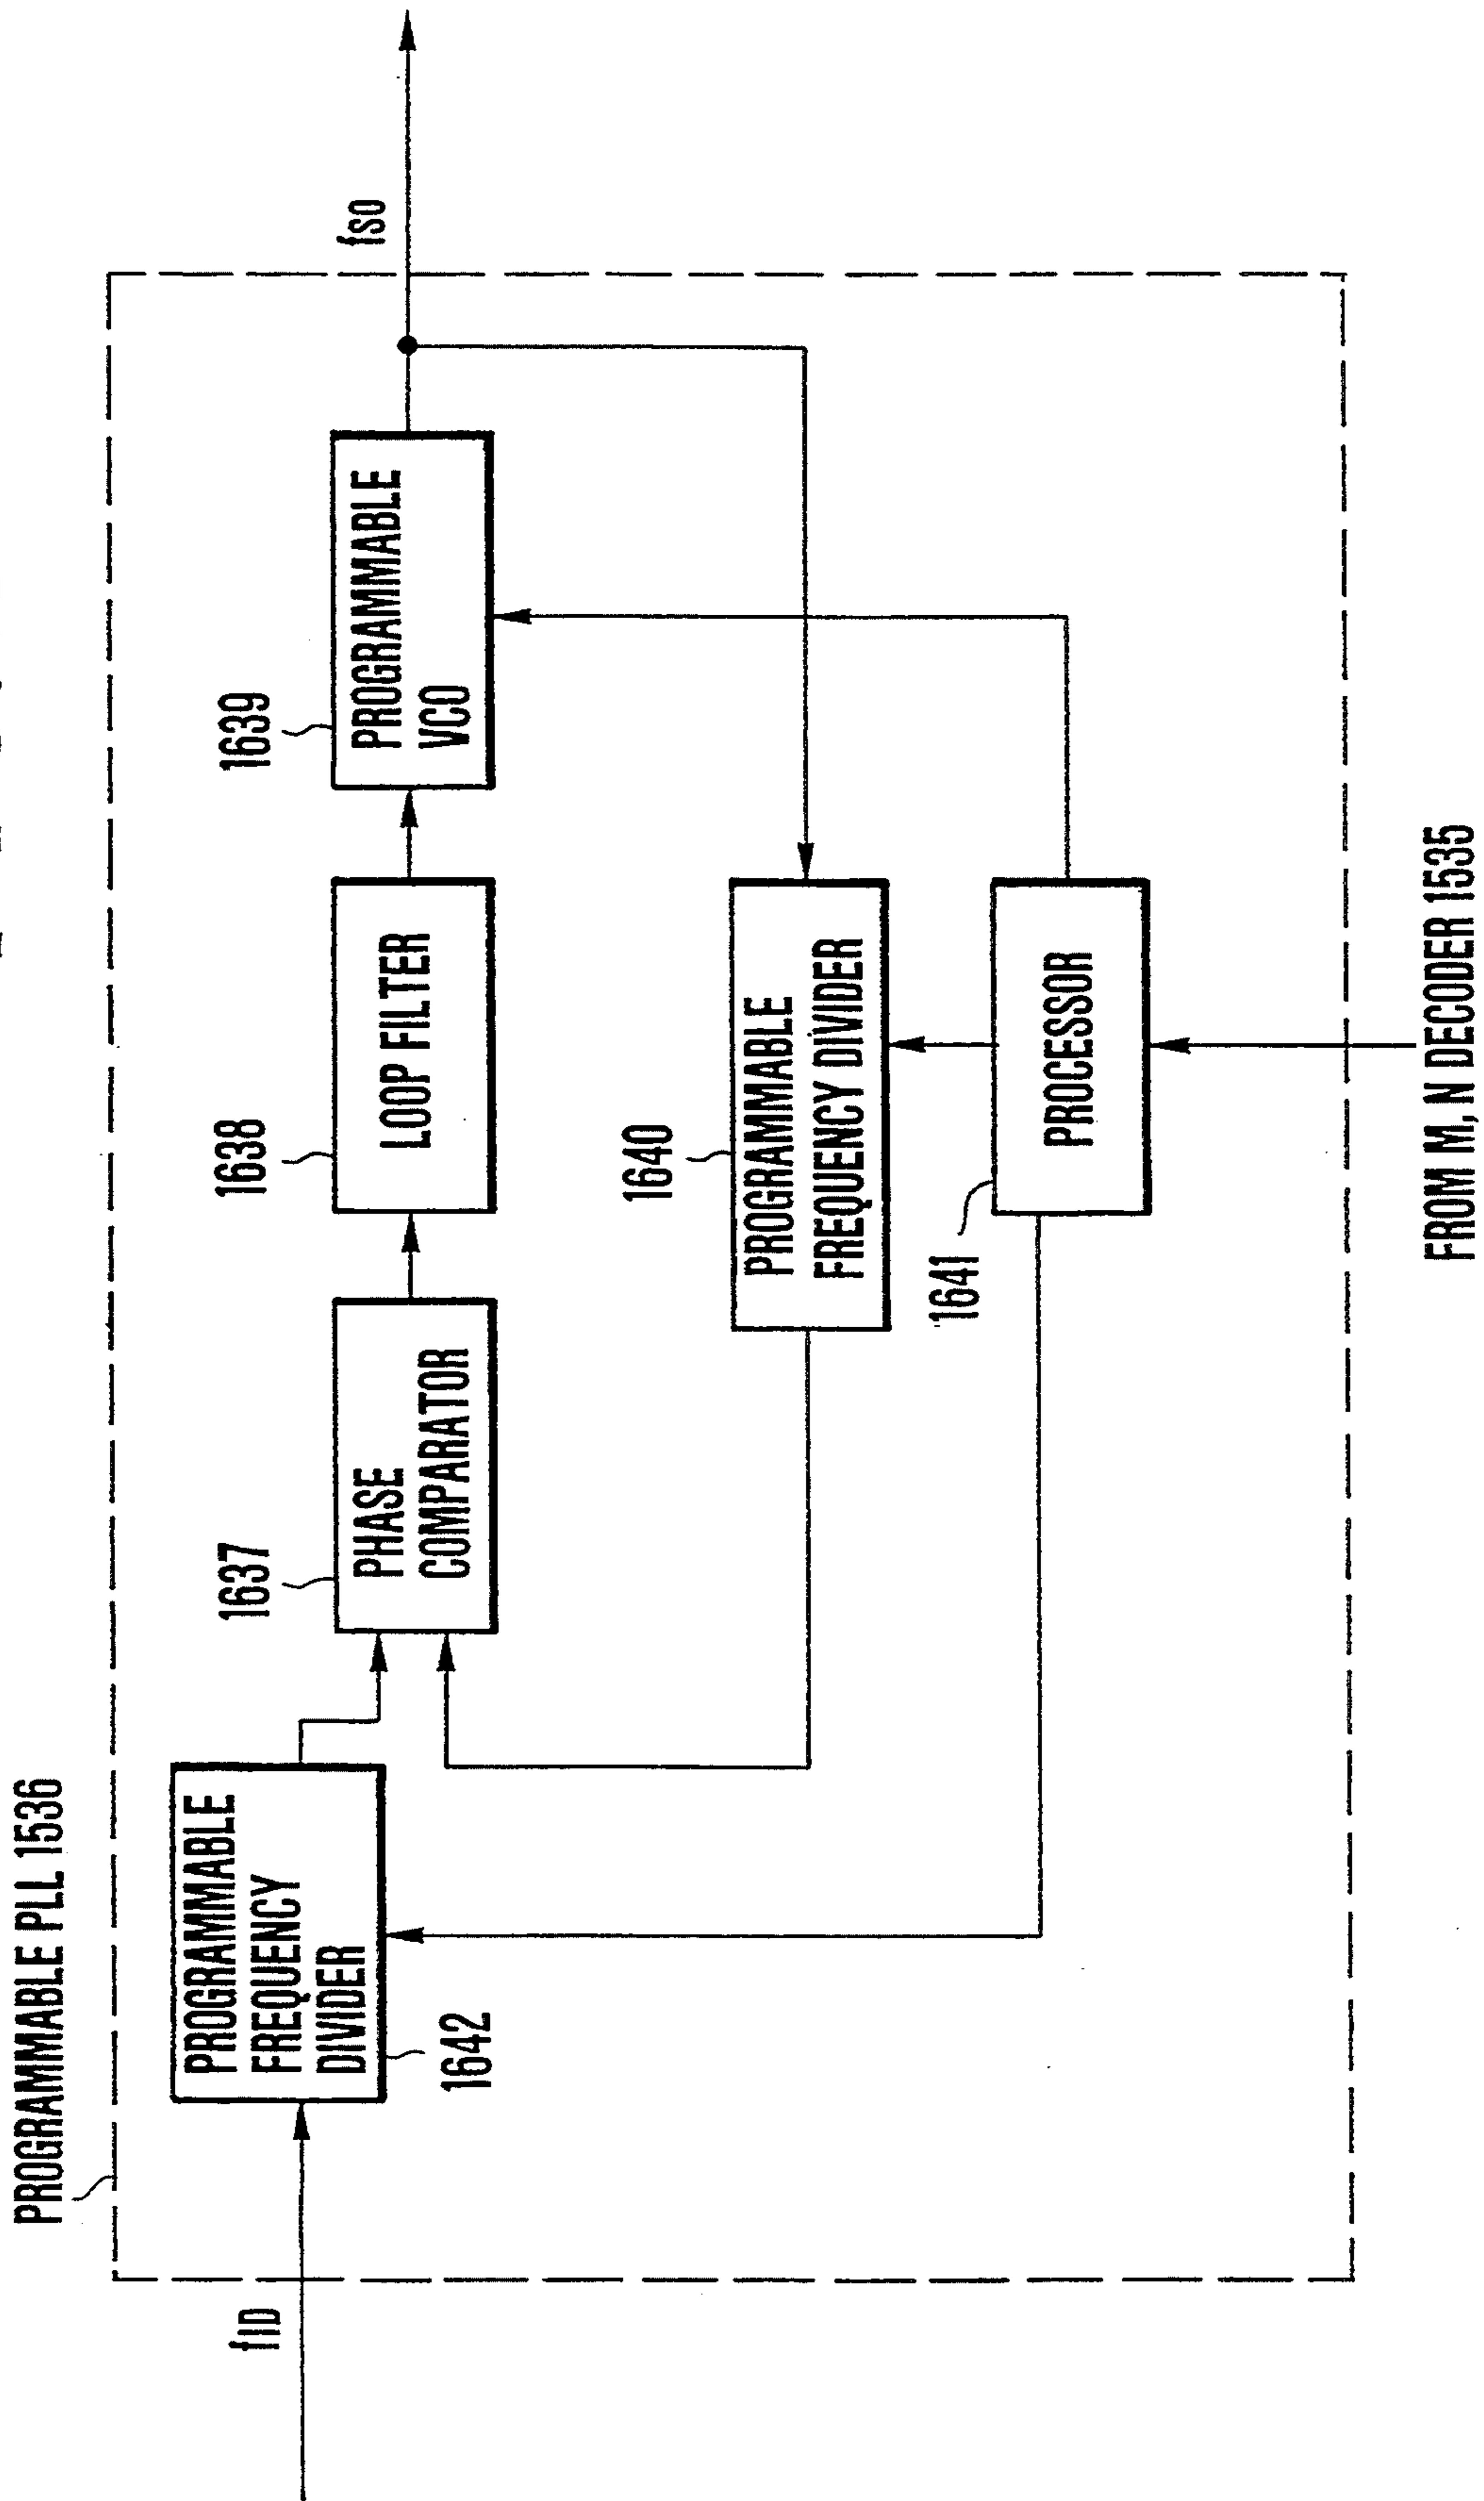 PROGRAMMABLE PLL 1536
fID
PROGRAMMABLE
FREQUENCY
DIVIDER
1642
1637
PHASE
COMPARATOR
1638
LOOP FILTER
1639
PROGRAMMABLE
VCO
fso
1640
PROGRAMMABLE
FREQUENCY DIVIDER
1641
PROCESSOR
FROM M,N DECODER 1535